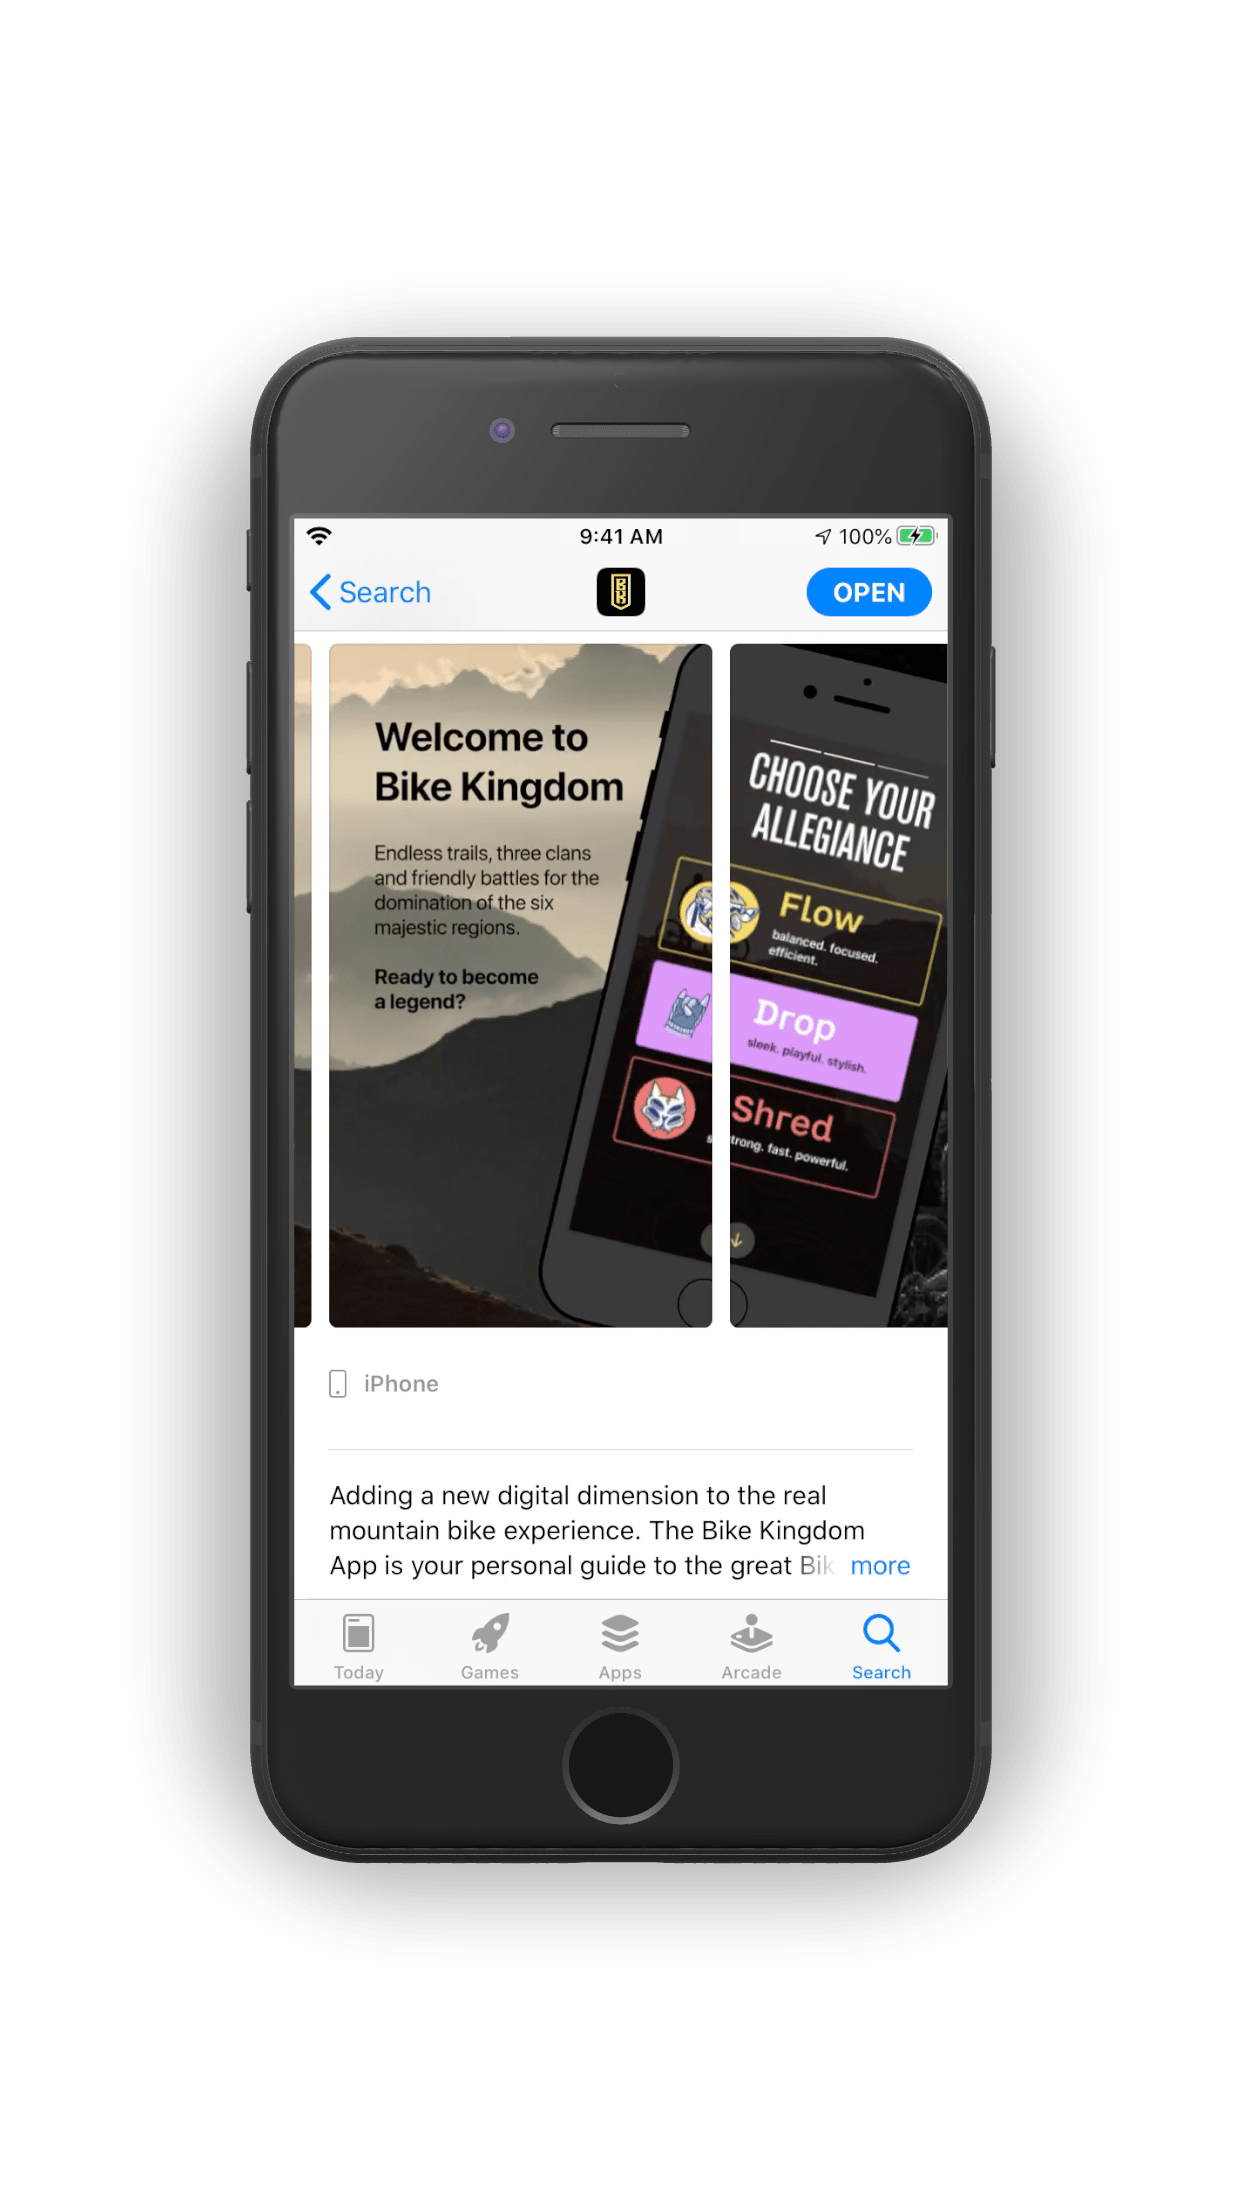 9:41 AM
100%
Search
BK
OPEN
Welcome to
Bike Kingdom
Endless trails, three clans
and friendly battles for the
domination of the six
majestic regions.
Ready to become
a legend?
CHOOSE YOUR
ALLEGIANCE
Flow
balanced. focused.
efficient.
Drop
sleek. playful. stylish.
Shred
strong. fast. powerful.
iPhone
Adding a new digital dimension to the real
mountain bike experience. The Bike Kingdom
App is your personal guide to the great Bik more
Today Games Apps Arcade Search